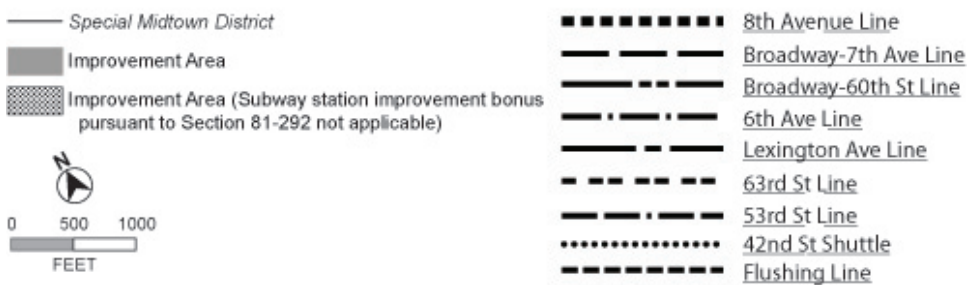 Special Midtown District
Improvement Area
Improvement Area (Subway station improvement bonus
pursuant to Section 81-292 not applicable)
N
0 500 1000
FEET
8th Avenue Line
Broadway-7th Ave Line
Broadway-60th St Line
6th Ave Line
Lexington Ave Line
63rd St Line
53rd St Line
42nd St Shuttle
Flushing Line